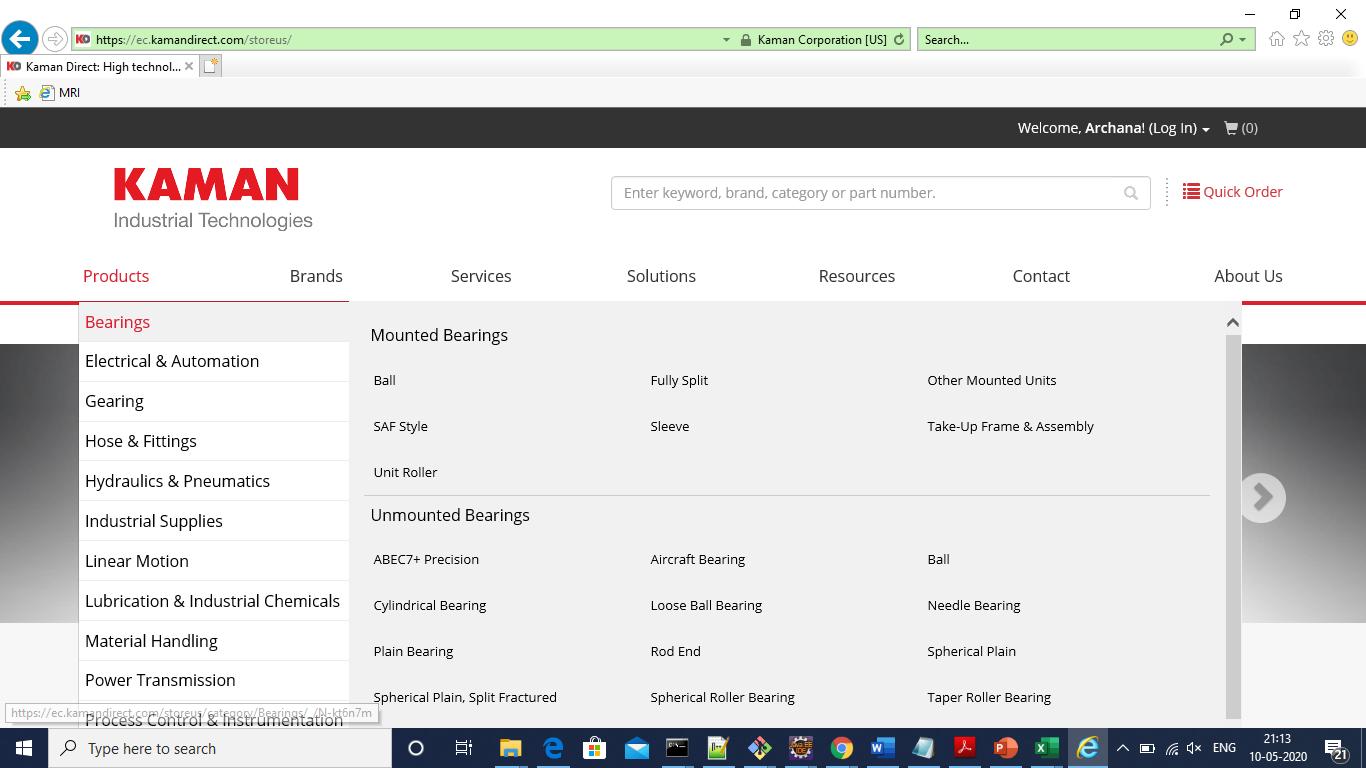 https://ec.kamandirect.com/storeus/
Kaman Corporation [US]
Search...
KD Kaman Direct: High technol...
MRI
Welcome, Archana! (Log In)
(0)
KAMAN
Industrial Technologies
Enter keyword, brand, category or part number.
Quick Order
Products Brands Services Solutions Resources Contact About Us
Bearings
Electrical & Automation
Gearing
Hose & Fittings
Hydraulics & Pneumatics
Industrial Supplies
Linear Motion
Lubrication & Industrial Chemicals
Material Handling
Power Transmission
Process Control & Instrumentation
Mounted Bearings
Ball Fully Split Other Mounted Units
SAF Style Sleeve Take-Up Frame & Assembly
Unit Roller
Unmounted Bearings
ABEC7+ Precision Aircraft Bearing Ball
Cylindrical Bearing Loose Ball Bearing Needle Bearing
Plain Bearing Rod End Spherical Plain
Spherical Plain, Split Fractured Spherical Roller Bearing Taper Roller Bearing
https://ec.kamandirect.com/storeus/category/Bearings/_/N-kt6n7m
Type here to search
ENG
21:13
10-05-2020
21